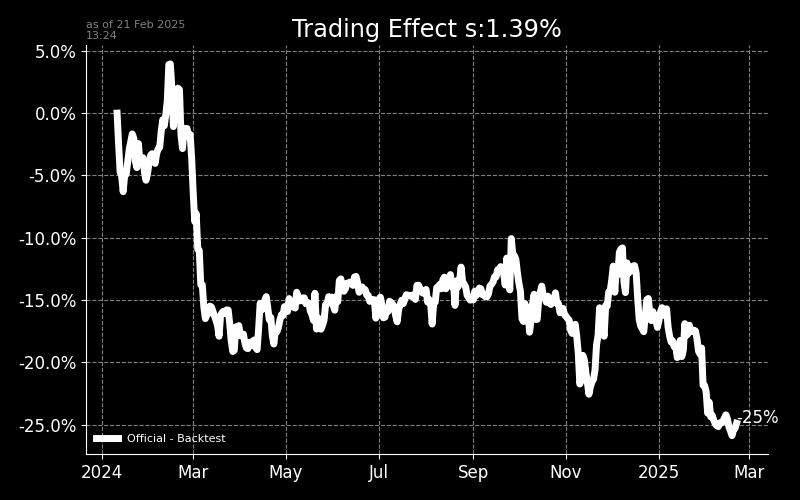 as of 21 Feb 2025
13:24
Trading Effect s:1.39%
5.0%
0.0%
-5.0%
-10.0%
-15.0%
-20.0%
-25.0%
-25%
Official - Backtest
2024 Mar May Jul Sep Nov 2025 Mar